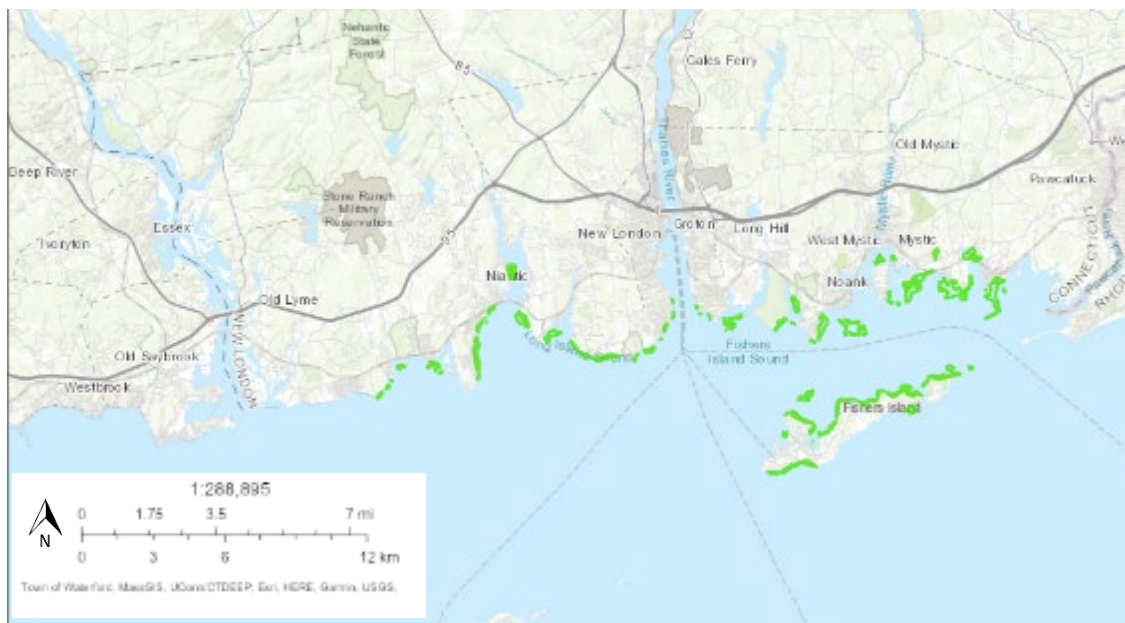 Nehantic
State
Forest
85
Gales Ferry
Thames River
Old Mystic
Deep River
Pawcatuck
Stone Ranch
Military
Reservation
Mystic River
Essex
Ivoryton
95
New London
Groton
Long Hill
West Mystic
Mystic
CONNECTICUT
RHO
Niantic
Noank
Old Lyme
NEW LONDON
Long Island Sound
Fishers
Island Sound
Old Saybrook
Westbrook
Fishers Island
1:288,895
0 1.75 3.5 7 mi
0 3 6 12 km
N
Town of Waterford, MassGIS, UConn/CTDEEP, Esri, HERE, Garmin, USGS,